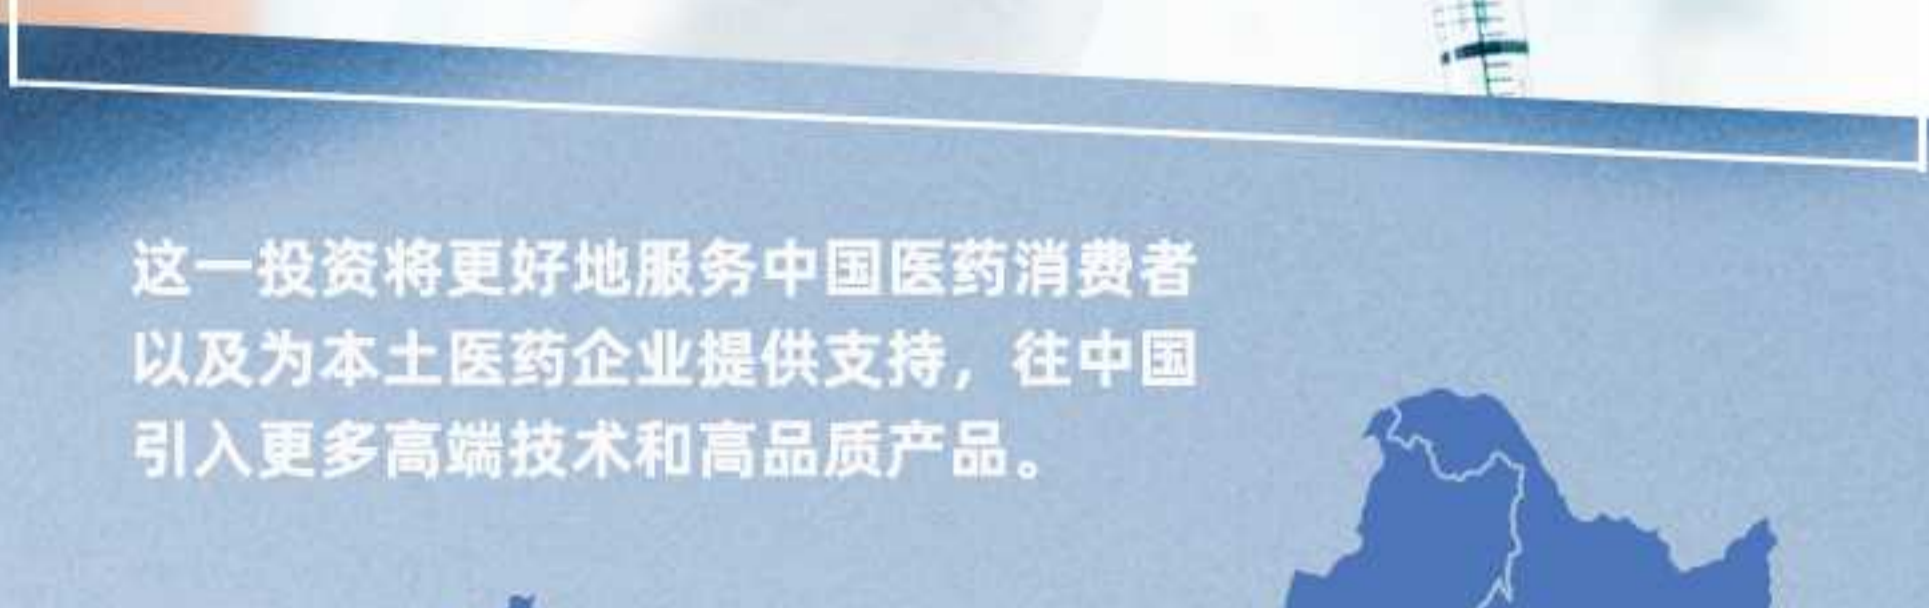 这一投资将更好地服务中国医药消费者
以及为本土医药企业提供支持，往中国
引入更多高端技术和高品质产品。